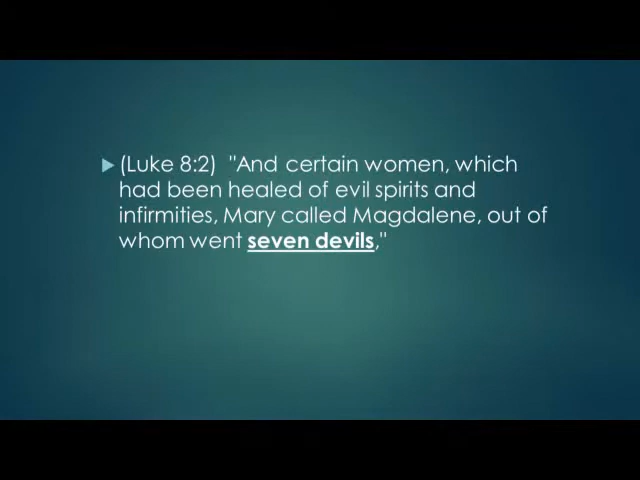 (Luke 8:2) "And certain women, which
had been healed of evil spirits and
infirmities, Mary called Magdalene, out of
whom went seven devils,"